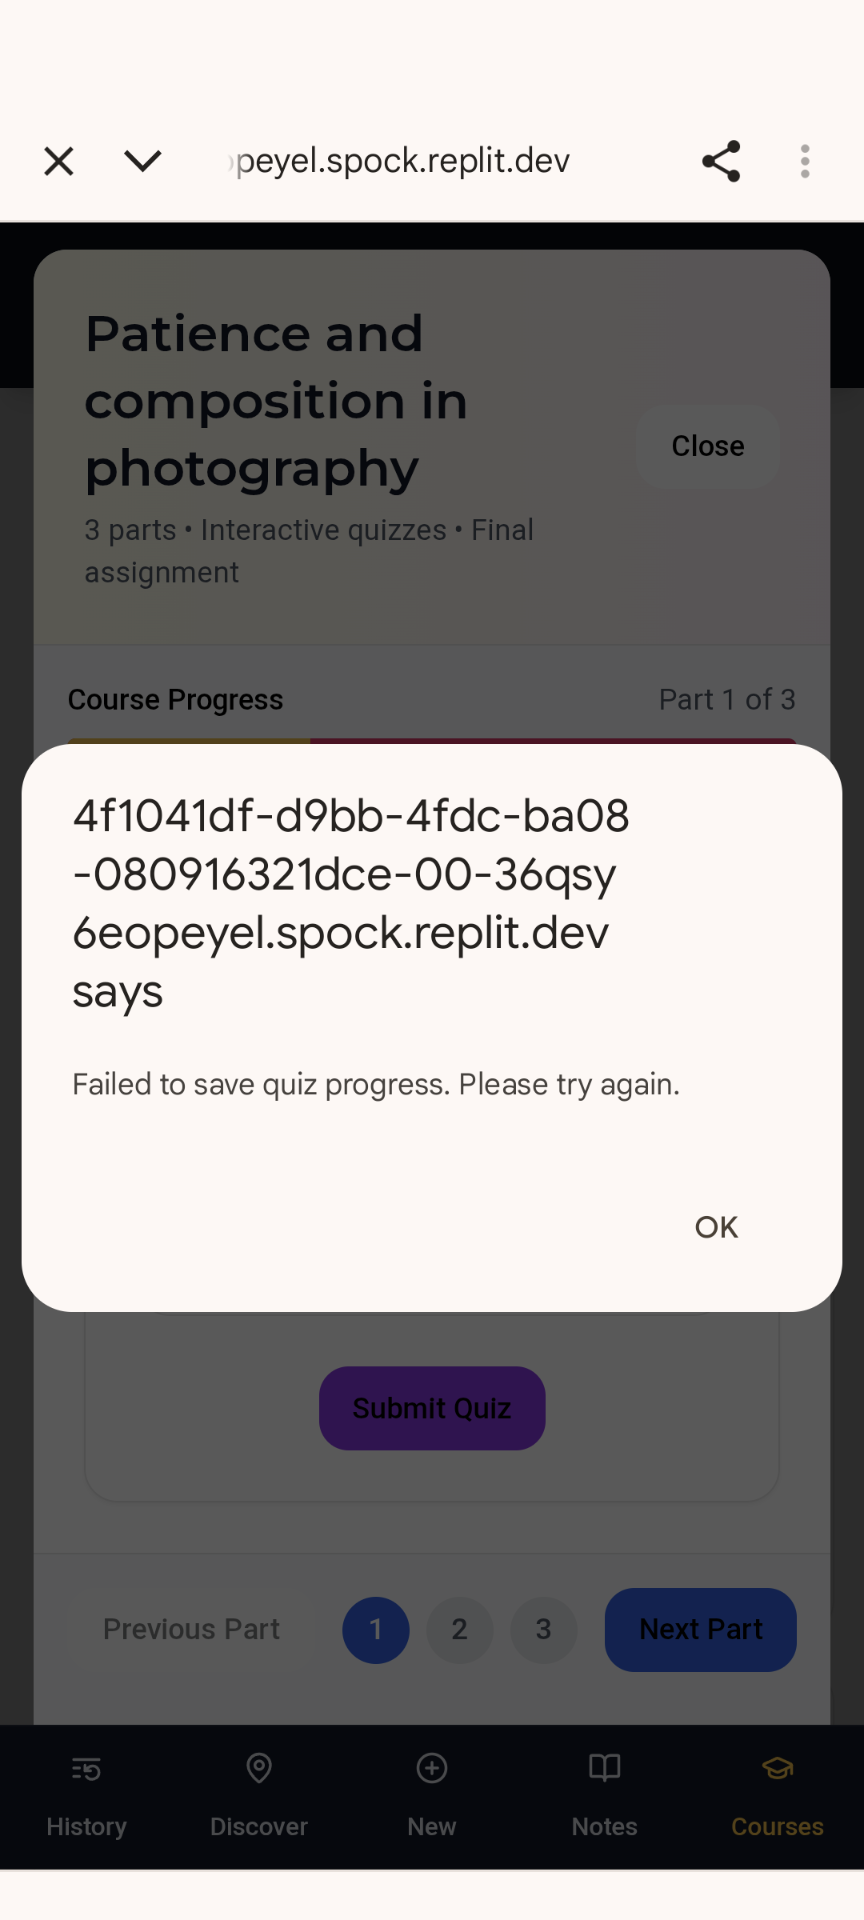 peyel.spock.replit.dev
Patience and
composition in
photography
Close
3 parts • Interactive quizzes • Final
assignment
Course Progress
Part 1 of 3
4f1041df-d9bb-4fdc-ba08
-080916321dce-00-36qsy
6eopeyel.spock.replit.dev
says
Failed to save quiz progress. Please try again.
OK
Submit Quiz
Previous Part
1
2
3
Next Part
History
Discover
New
Notes
Courses